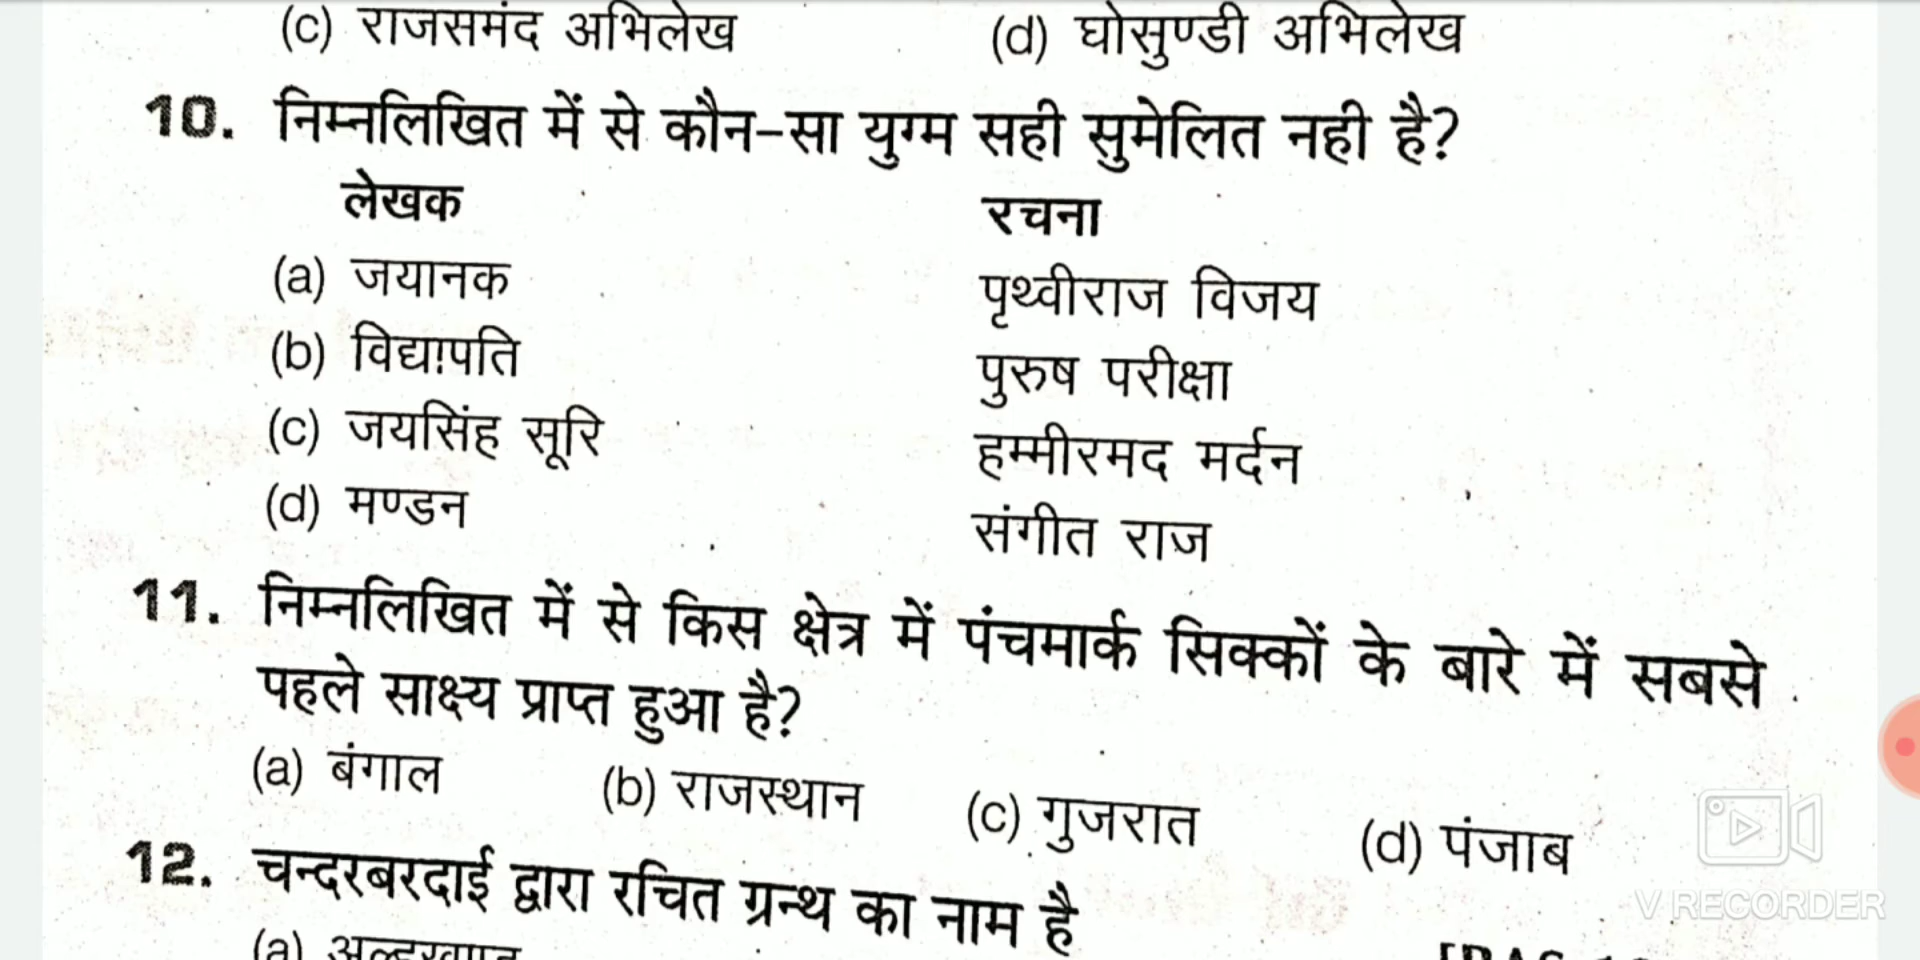 (c) राजसमंद अभिलेख (d) घोसुण्डी अभिलेख
10. निम्नलिखित में से कौन-सा युग्म सही सुमेलित नही है?
लेखक रचना
(a) जयानक पृथ्वीराज विजय
(b) विद्यापति पुरुष परीक्षा
(c) जयसिंह सूरि हम्मीरमद मर्दन
(d) मण्डन संगीत राज
11. निम्नलिखित में से किस क्षेत्र में पंचमार्क सिक्कों के बारे में सबसे
पहले साक्ष्य प्राप्त हुआ है?
(a) बंगाल (b) राजस्थान (c) गुजरात (d) पंजाब
12. चन्दरबरदाई द्वारा रचित ग्रन्थ का नाम है
(a)
V RECORDER